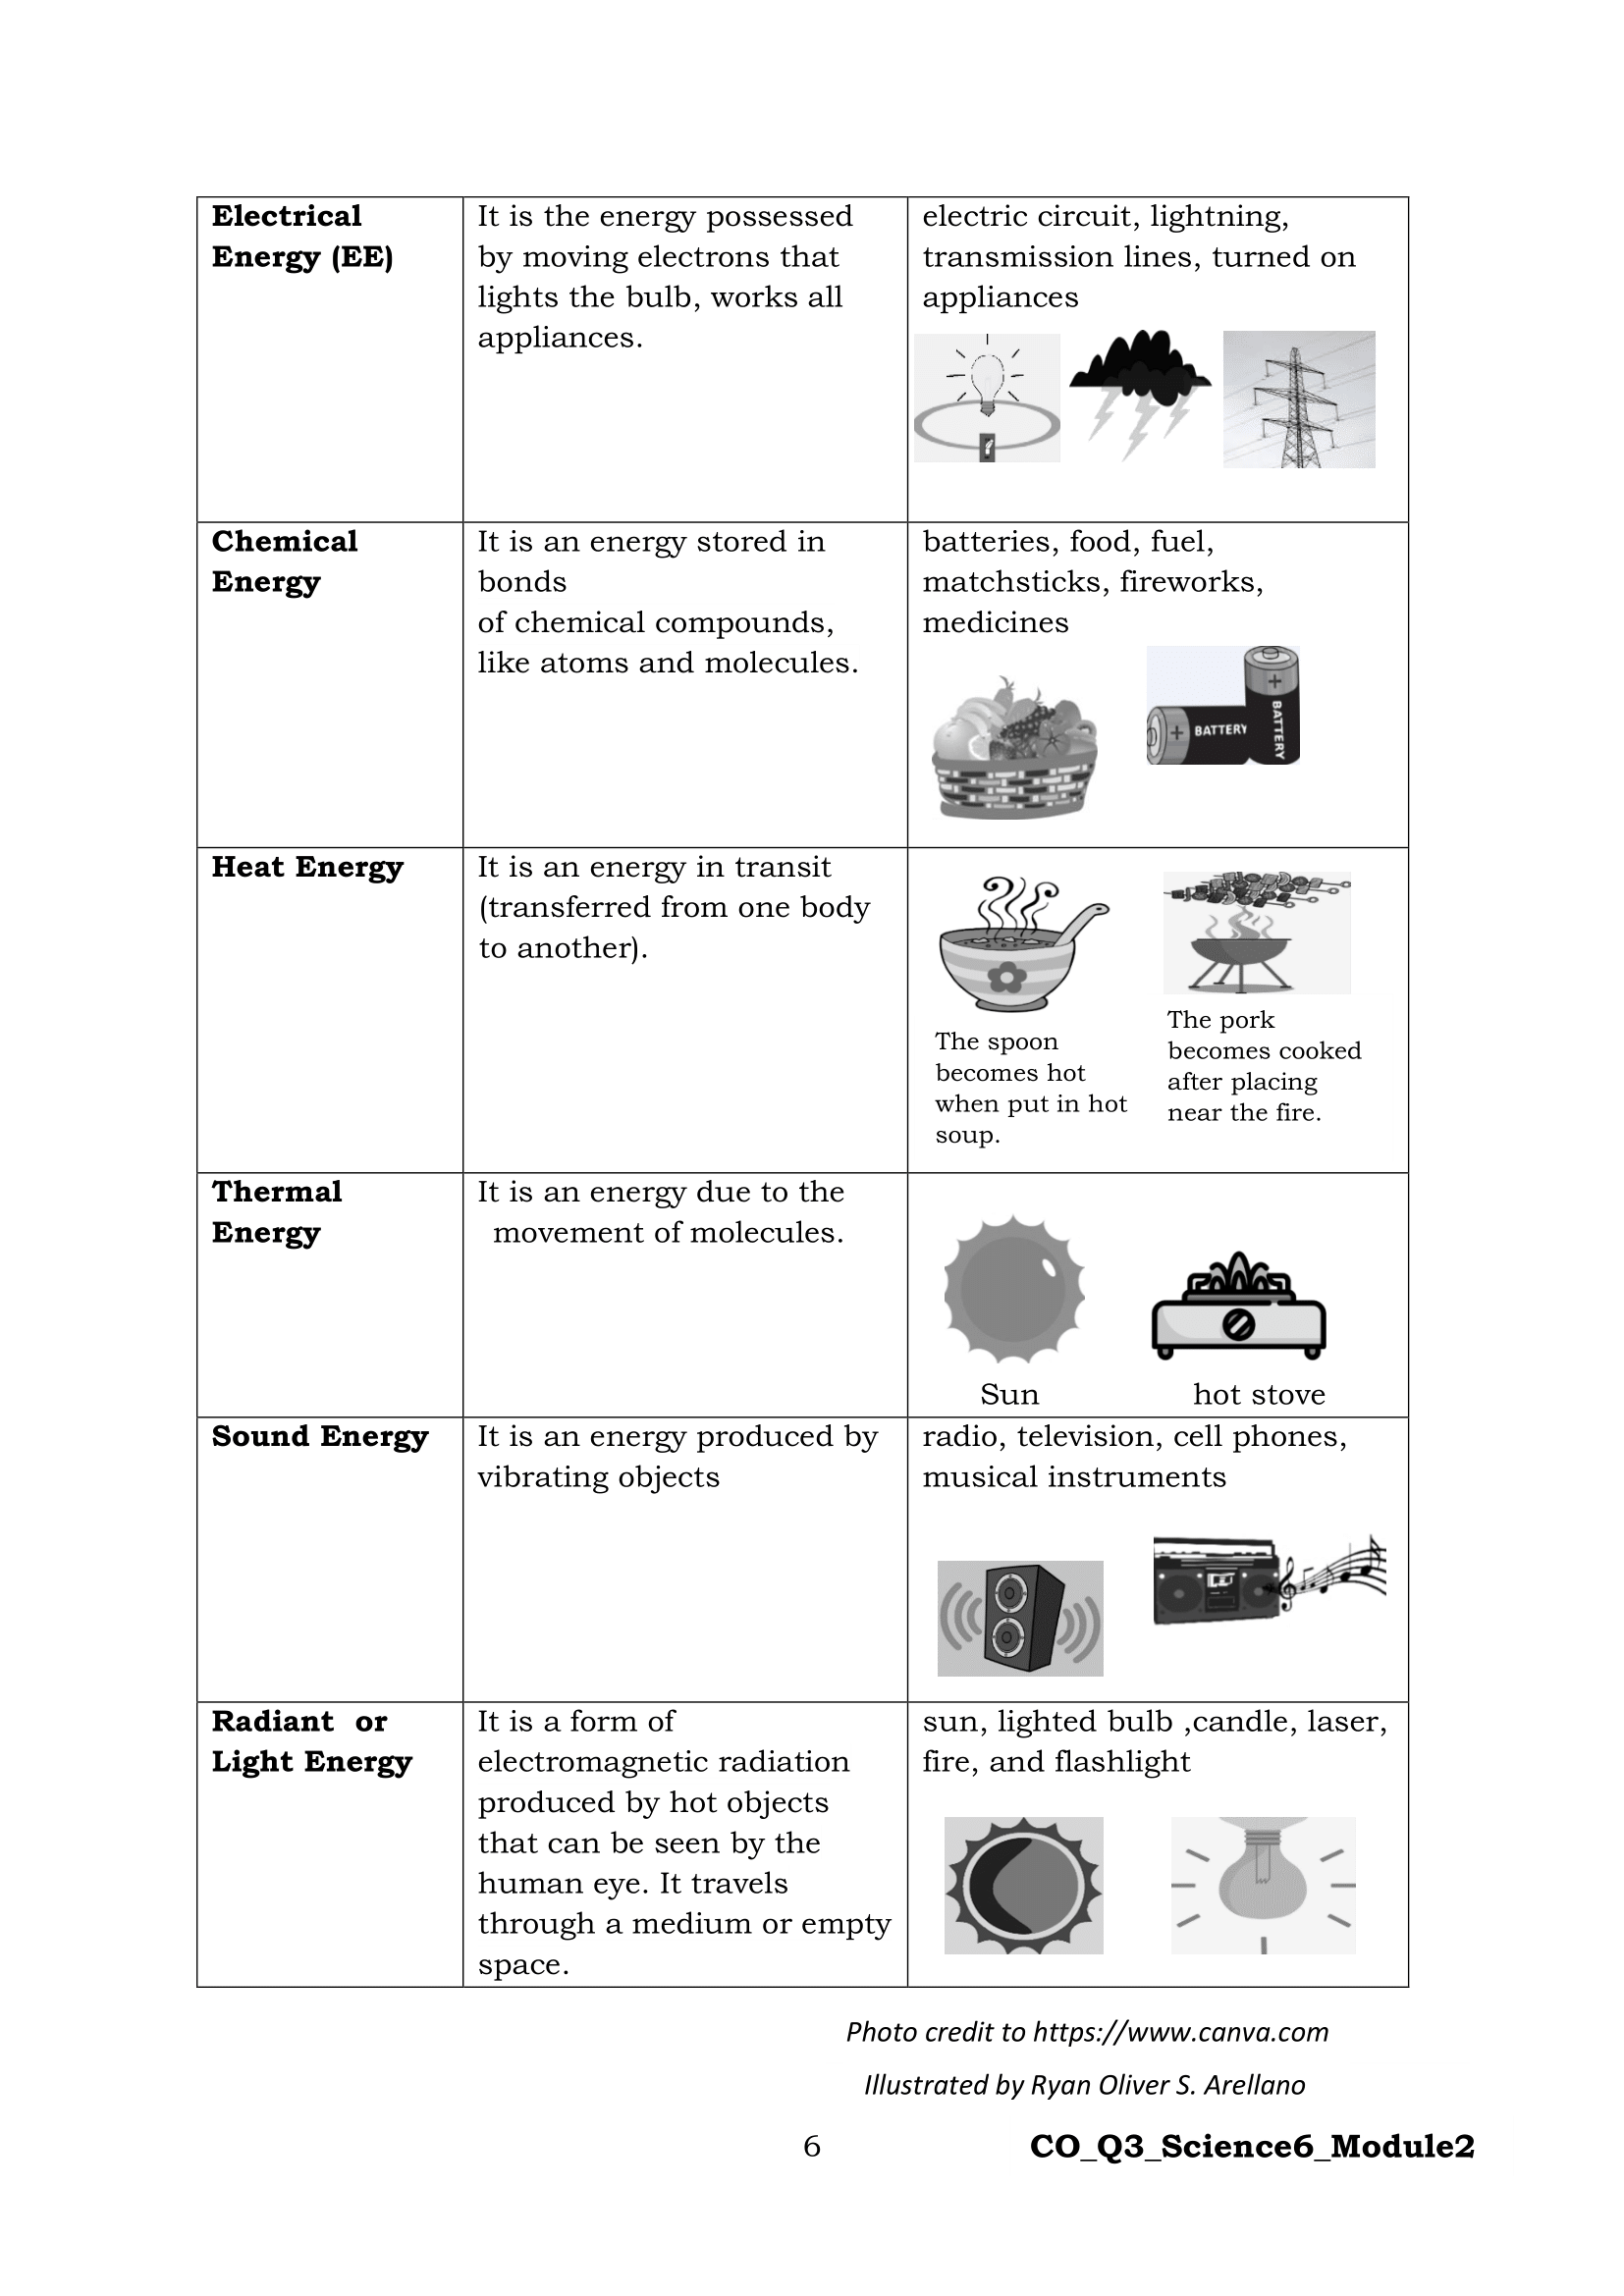 Electrical
Energy (EE)
It is the energy possessed
by moving electrons that
lights the bulb, works all
appliances.
electric circuit, lightning,
transmission lines, turned on
appliances
Chemical
Energy
It is an energy stored in
bonds
of chemical compounds,
like atoms and molecules.
batteries, food, fuel,
matchsticks, fireworks,
medicines
BATTERY
BATTERY
Heat Energy
It is an energy in transit
(transferred from one body
to another).
The spoon
becomes hot
when put in hot
soup.
The pork
becomes cooked
after placing
near the fire.
Thermal
Energy
It is an energy due to the
movement of molecules.
Sun
hot stove
Sound Energy
It is an energy produced by
vibrating objects
radio, television, cell phones,
musical instruments
Radiant or
Light Energy
It is a form of
electromagnetic radiation
produced by hot objects
that can be seen by the
human eye. It travels
through a medium or empty
space.
sun, lighted bulb ,candle, laser,
fire, and flashlight
Photo credit to https://www.canva.com
Illustrated by Ryan Oliver S. Arellano
6
CO_Q3_Science6_Module2